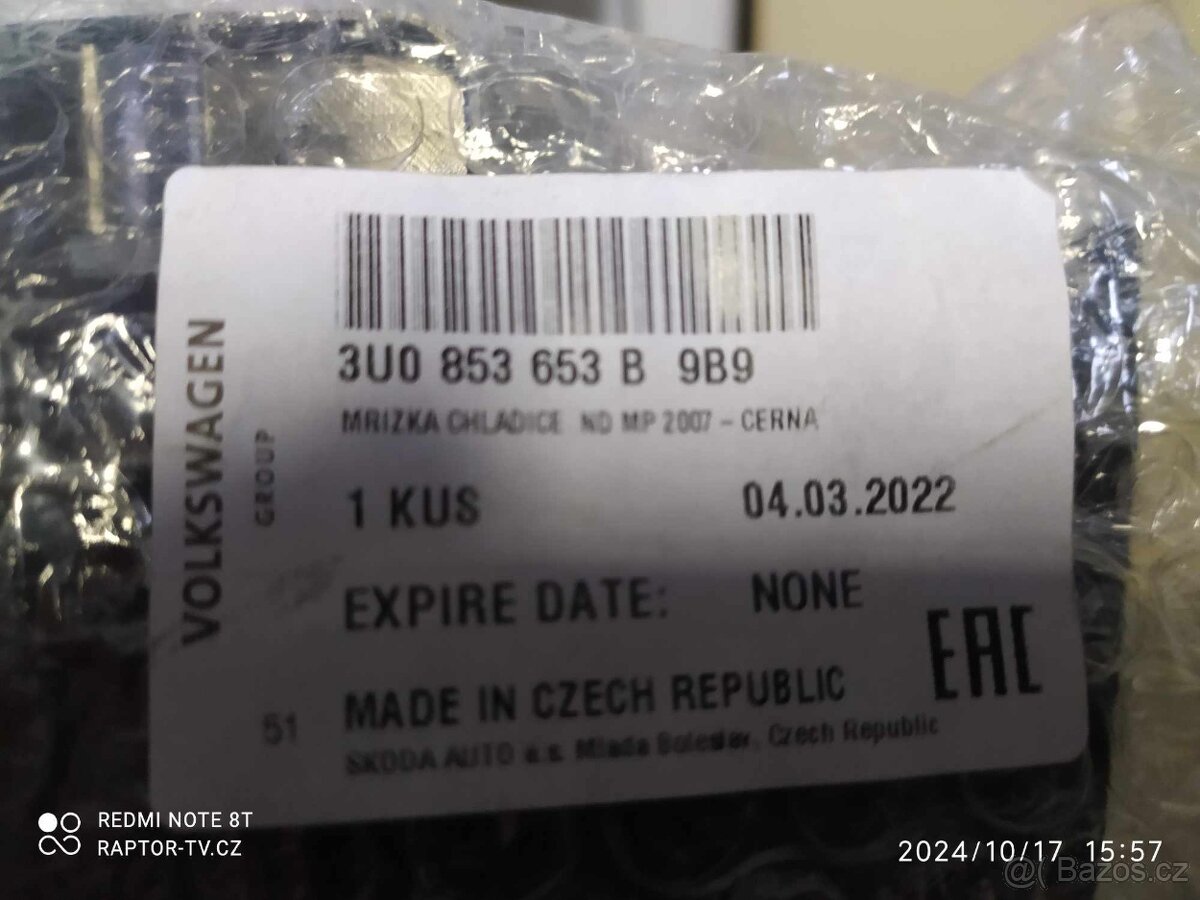 3U0 853 653 B 9B9
MRIZKA CHLADICE ND MP 2007 - CERNA
1 KUS 04.03.2022
EXPIRE DATE: NONE
EAC
51 MADE IN CZECH REPUBLIC
SKODA AUTO a.s. Mlada Boleslav, Czech Republic
VOLKSWAGEN
GROUP
REDMI NOTE 8T
RAPTOR-TV.CZ
2024/10/17 15:57
@( Bazoš.cz